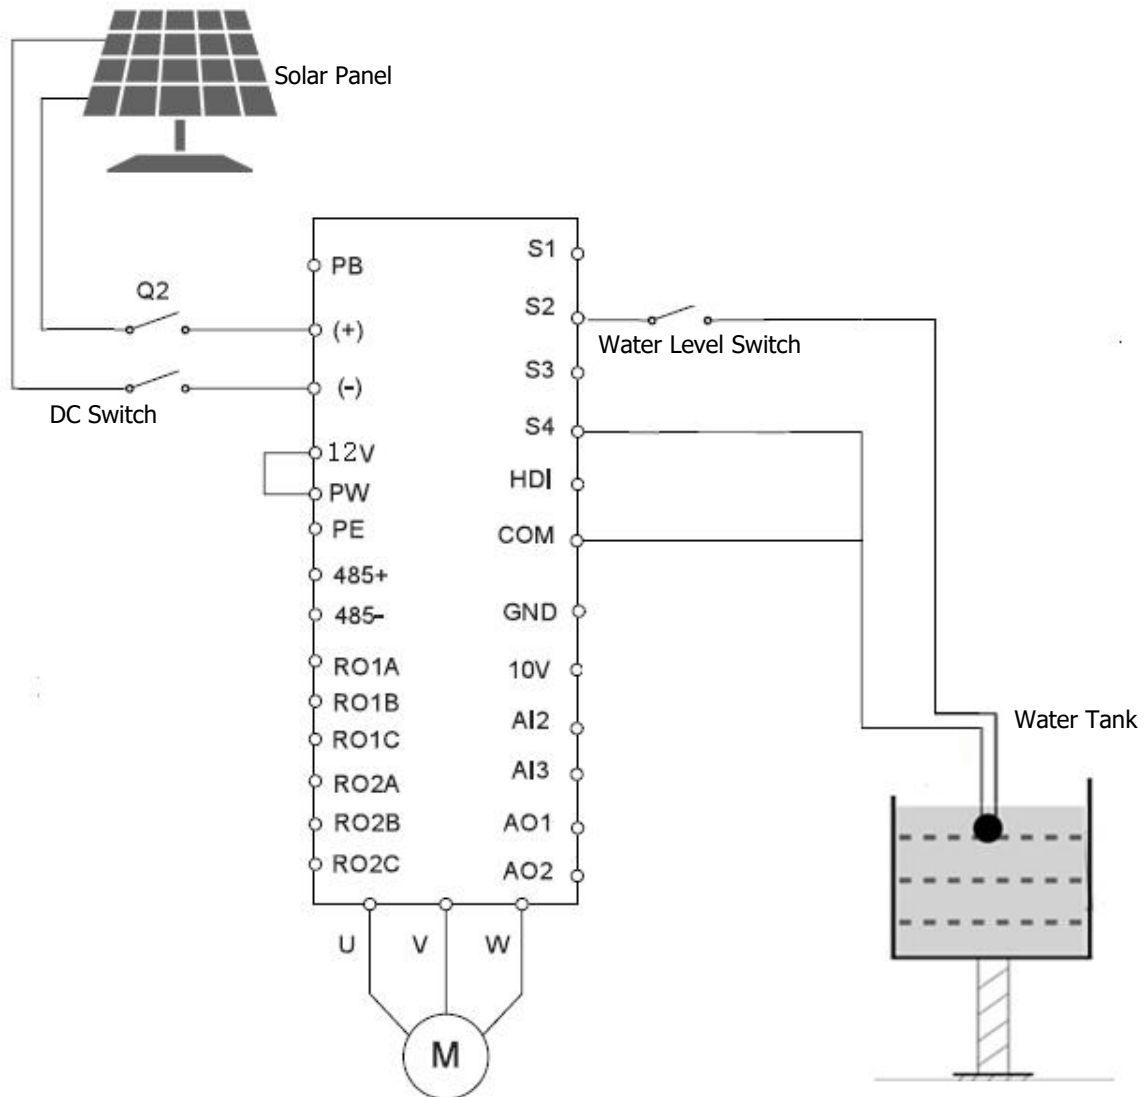 Solar Panel
Q2
DC Switch
PB
(+)
(-)
12V
PW
PE
485+
485-
RO1A
RO1B
RO1C
RO2A
RO2B
RO2C
S1
S2
Water Level Switch
S3
S4
HDI
COM
GND
10V
AI2
AI3
AO1
AO2
Water Tank
U V W
M